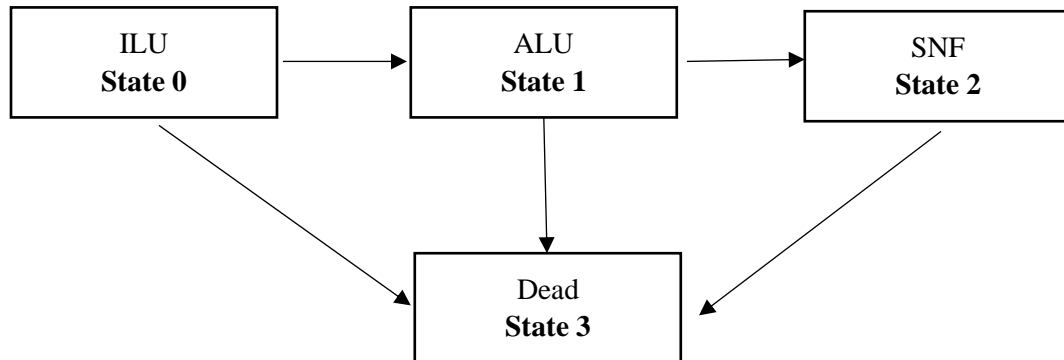 ILU
State 0
ALU
State 1
SNF
State 2
Dead
State 3